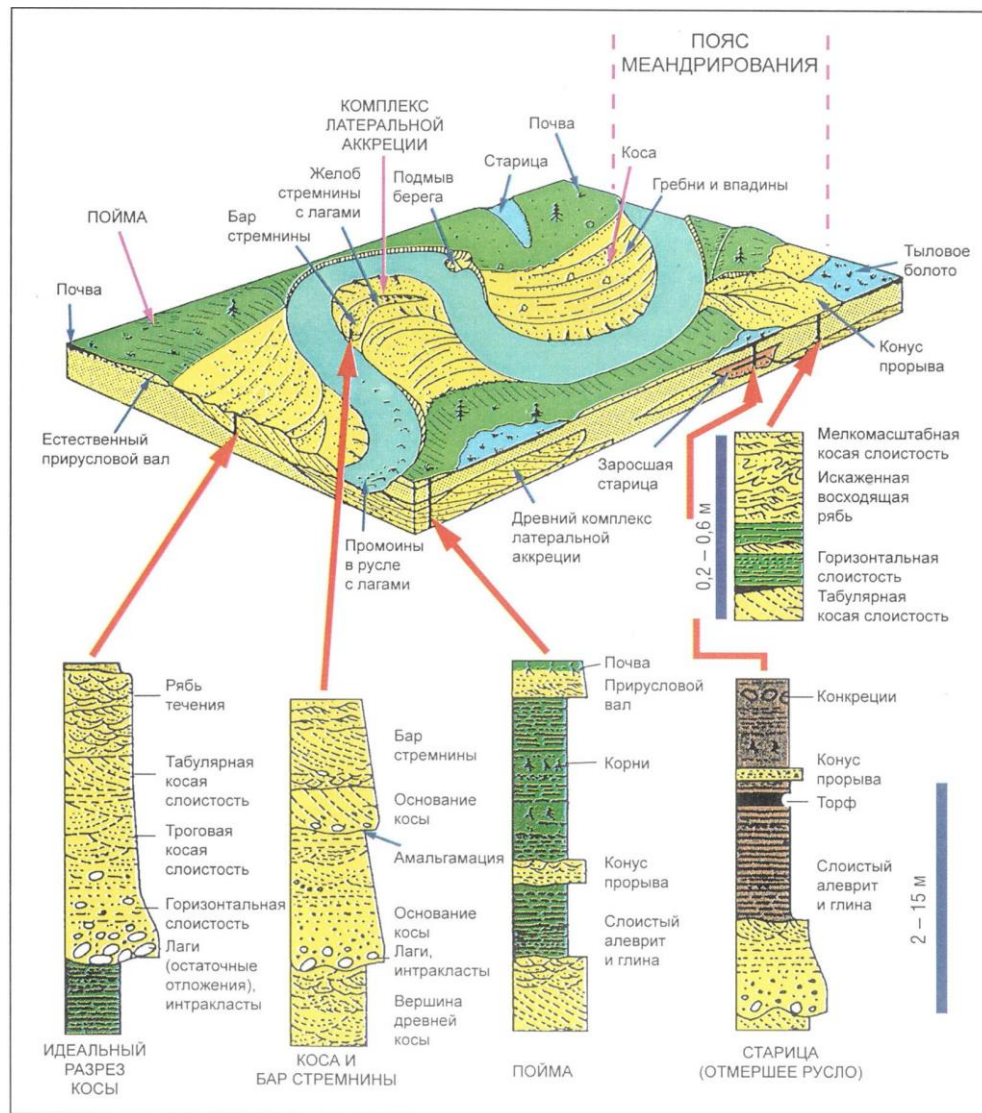 ПОЯС
МЕАНДРИРОВАНИЯ
КОМПЛЕКС
ЛАТЕРАЛЬНОЙ
АККРЕЦИИ
Почва
Старица
Коса
Желоб
стремнины
с лагами
Подмыв
берега
Гребни и впадины
ПОЙМА
Бар
стремнины
Тыловое
болото
Почва
Конус
прорыва
Естественный
прирусловой вал
Заросшая
старица
Древний комплекс
латеральной
аккреции
Промоины
в русле
с лагами
0,2 – 0,6 м
Мелкомасштабная
косая слоистость
Искаженная
восходящая
рябь
Горизонтальная
слоистость
Табулярная
косая слоистость
Рябь
течения
Табулярная
косая
слоистость
Троговая
косая
слоистость
Горизонтальная
слоистость
Лаги
(остаточные
отложения),
интракласты
ИДЕАЛЬНЫЙ
РАЗРЕЗ
КОСЫ
Бар
стремнины
Основание
косы
Амальгамация
Основание
косы
Лаги,
интракласты
Вершина
древней
косы
КОСА И
БАР СТРЕМНИНЫ
Почва
Прирусловой
вал
Корни
Конус
прорыва
Слоистый
алеврит
и глина
ПОЙМА
Конкреции
Конус
прорыва
Торф
Слоистый
алеврит
и глина
2 – 15 м
СТАРИЦА
(ОТМЕРШЕЕ РУСЛО)